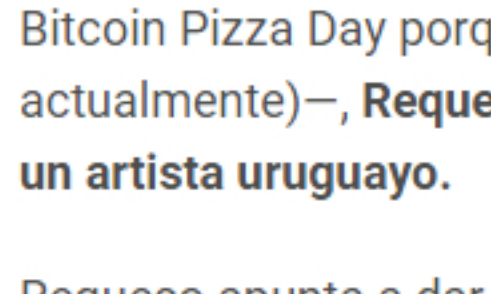 Bitcoin Pizza Day porq
actualmente)—, Reque
un artista uruguayo.